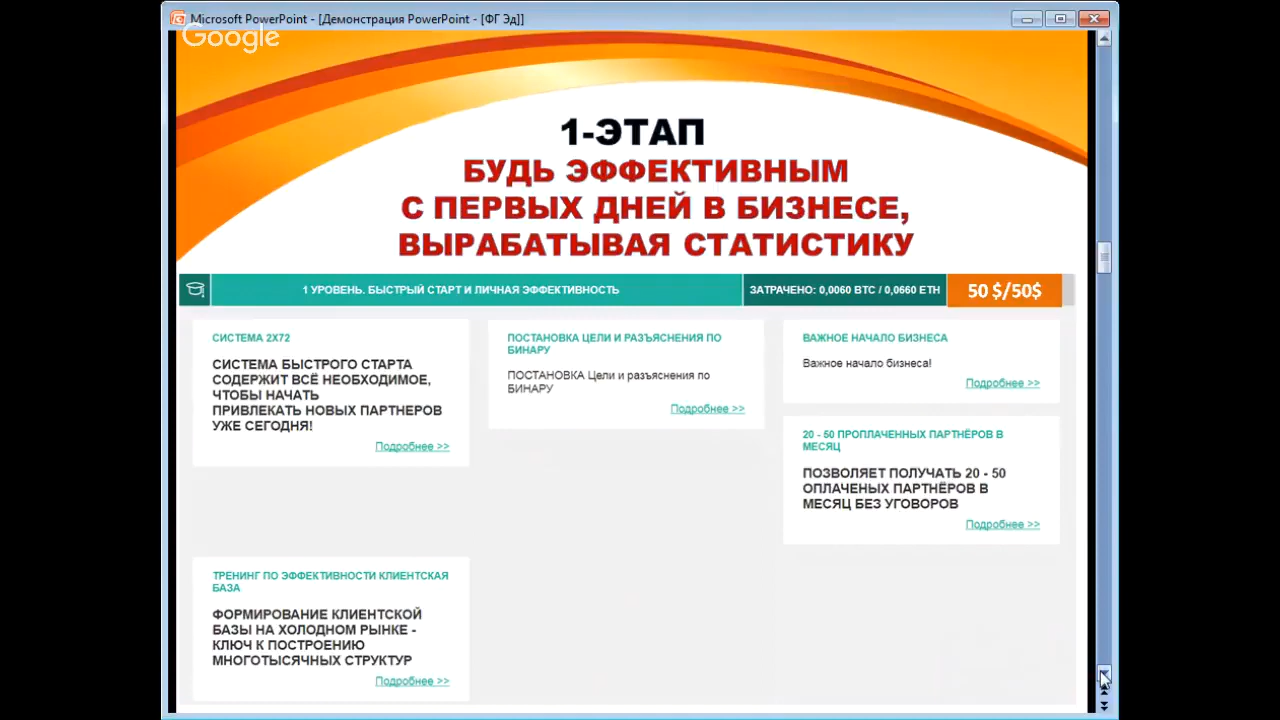 Microsoft PowerPoint - [Демонстрация PowerPoint - [ФГ Эд]]
Google
1-ЭТАП
БУДЬ ЭФФЕКТИВНЫМ
С ПЕРВЫХ ДНЕЙ В БИЗНЕСЕ,
ВЫРАБАТЫВАЯ СТАТИСТИКУ
1 УРОВЕНЬ. БЫСТРЫЙ СТАРТ И ЛИЧНАЯ ЭФФЕКТИВНОСТЬ
ЗАТРАЧЕНО: 0,0060 BTC / 0,0660 ETH
50 $/50$
СИСТЕМА 2Х72
СИСТЕМА БЫСТРОГО СТАРТА
СОДЕРЖИТ ВСЁ НЕОБХОДИМОЕ,
ЧТОБЫ НАЧАТЬ
ПРИВЛЕКАТЬ НОВЫХ ПАРТНЕРОВ
УЖЕ СЕГОДНЯ!
Подробнее >>
ПОСТАНОВКА ЦЕЛИ И РАЗЪЯСНЕНИЯ ПО
БИНАРУ
ПОСТАНОВКА Цели и разъяснения по
БИНАРУ
Подробнее >>
ВАЖНОЕ НАЧАЛО БИЗНЕСА
Важное начало бизнеса!
Подробнее >>
20 - 50 ПРОПЛАЧЕННЫХ ПАРТНЁРОВ В
МЕСЯЦ
ПОЗВОЛЯЕТ ПОЛУЧАТЬ 20 - 50
ОПЛАЧЕНЫХ ПАРТНЁРОВ В
МЕСЯЦ БЕЗ УГОВОРОВ
Подробнее >>
ТРЕНИНГ ПО ЭФФЕКТИВНОСТИ КЛИЕНТСКАЯ
БАЗА
ФОРМИРОВАНИЕ КЛИЕНТСКОЙ
БАЗЫ НА ХОЛОДНОМ РЫНКЕ -
КЛЮЧ К ПОСТРОЕНИЮ
МНОГОТЫСЯЧНЫХ СТРУКТУР
Подробнее >>